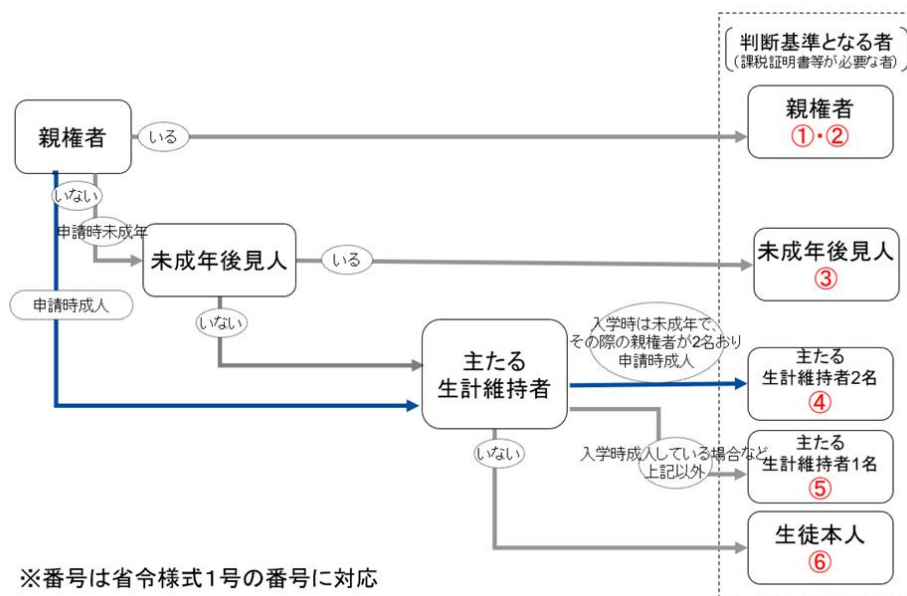 判断基準となる者
(課税証明書等が必要な者)
親権者
いる
親権者
①・②
いない
申請時未成年
未成年後見人
いる
未成年後見人
③
申請時成人
いない
入学時は未成年で、
その際の親権者が2名おり
申請時成人
主たる
生計維持者
主たる
生計維持者2名
④
いない
入学時成人している場合など
上記以外
主たる
生計維持者1名
⑤
生徒本人
⑥
※番号は省令様式1号の番号に対応